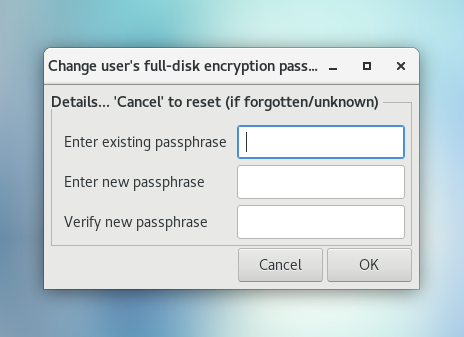 Change user's full-disk encryption pass...
Details... 'Cancel' to reset (if forgotten/unknown)
Enter existing passphrase
Enter new passphrase
Verify new passphrase
Cancel OK